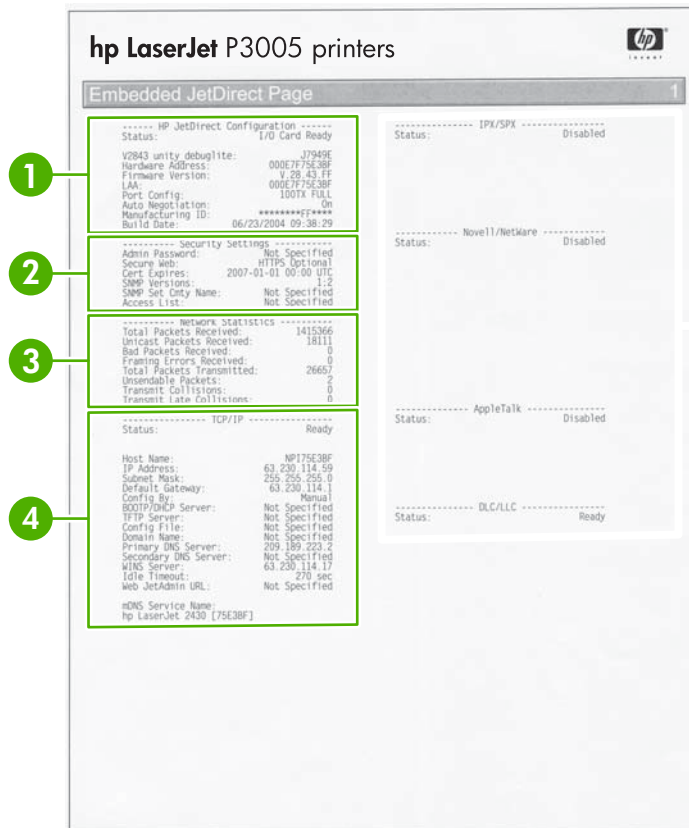 hp LaserJet P3005 printers
hp
invent
Embedded JetDirect Page 1
1
------ HP JetDirect Configuration ------
Status: I/O Card Ready
V2843 unity debuglite: J7949E
Hardware Address: 000E7F75E3BF
Firmware Version: V.28.43.FF
LAA: 000E7F75E3BF
Port Config: 100TX FULL
Auto Negotiation: On
Manufacturing ID: ********FF****
Build Date: 06/23/2004 09:38:29
2
---------- Security Settings -----------
Admin Password: Not Specified
Secure Web: HTTPS Optional
Cert Expires: 2007-01-01 00:00 UTC
SNMP Versions: 1;2
SNMP Set Cmty Name: Not Specified
Access List: Not Specified
3
---------- Network Statistics ----------
Total Packets Received: 1415366
Unicast Packets Received: 18111
Bad Packets Received: 0
Framing Errors Received: 0
Total Packets Transmitted: 26657
Unsendable Packets: 2
Transmit Collisions: 0
Transmit Late Collisions: 0
4
---------------- TCP/IP ----------------
Status: Ready
Host Name: NPI75E3BF
IP Address: 63.230.114.59
Subnet Mask: 255.255.255.0
Default Gateway: 63.230.114.1
Config By: Manual
BOOTP/DHCP Server: Not Specified
TFTP Server: Not Specified
Config File: Not Specified
Domain Name: Not Specified
Primary DNS Server: 209.189.223.2
Secondary DNS Server: Not Specified
WINS Server: 63.230.114.17
Idle Timeout: 270 sec
Web JetAdmin URL: Not Specified
mDNS Service Name:
hp LaserJet 2430 [75E3BF]
--------------- IPX/SPX ----------------
Status: Disabled
------------ Novell/NetWare ------------
Status: Disabled
-------------- AppleTalk --------------
Status: Disabled
--------------- DLC/LLC ----------------
Status: Ready